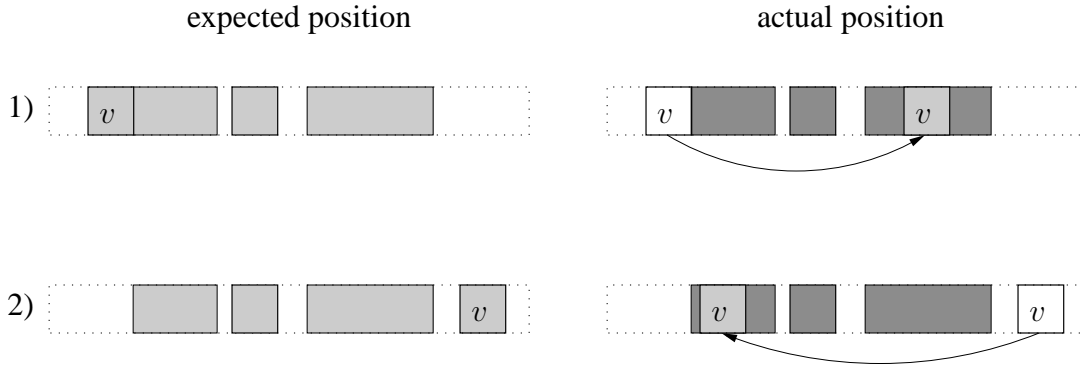 expected position actual position
1) v v v
2) v v v